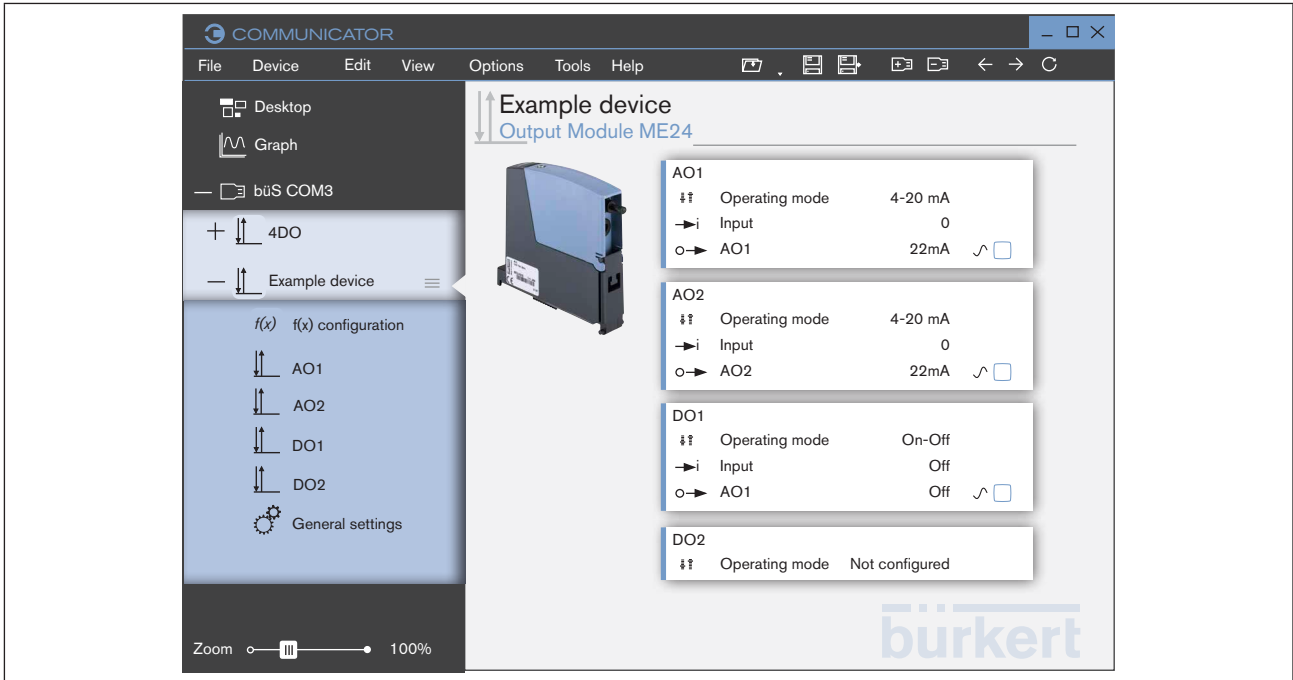 COMMUNICATOR
File Device Edit View Options Tools Help
Desktop
Graph
büS COM3
4DO
Example device
f(x) f(x) configuration
AO1
AO2
DO1
DO2
General settings
Zoom 100%
Example device
Output Module ME24
AO1
Operating mode 4-20 mA
i Input 0
AO1 22mA
AO2
Operating mode 4-20 mA
i Input 0
AO2 22mA
DO1
Operating mode On-Off
i Input Off
AO1 Off
DO2
Operating mode Not configured
bürkert